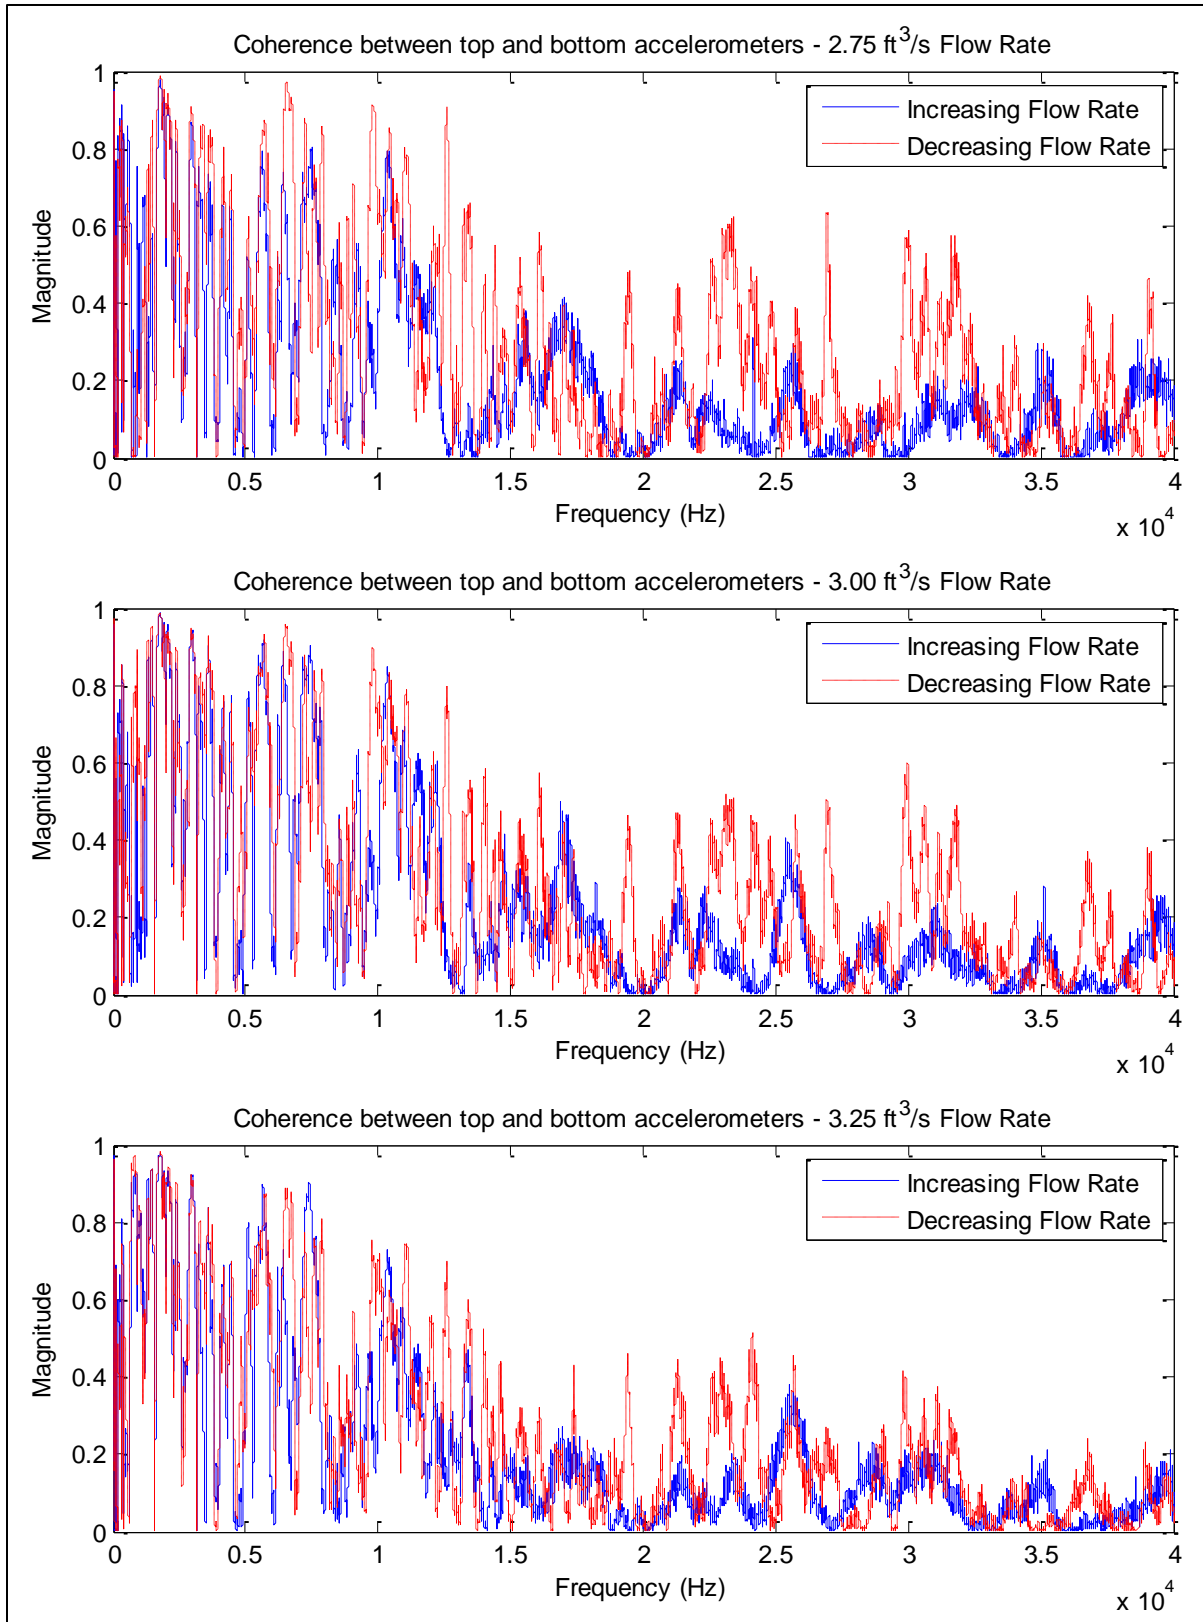 Coherence between top and bottom accelerometers - 2.75 ft³/s Flow Rate
1
0.8
0.6
0.4
0.2
0
Magnitude
Increasing Flow Rate
Decreasing Flow Rate
0 0.5 1 1.5 2 2.5 3 3.5 4
Frequency (Hz)
x 10⁴
Coherence between top and bottom accelerometers - 3.00 ft³/s Flow Rate
1
0.8
0.6
0.4
0.2
0
Magnitude
Increasing Flow Rate
Decreasing Flow Rate
0 0.5 1 1.5 2 2.5 3 3.5 4
Frequency (Hz)
x 10⁴
Coherence between top and bottom accelerometers - 3.25 ft³/s Flow Rate
1
0.8
0.6
0.4
0.2
0
Magnitude
Increasing Flow Rate
Decreasing Flow Rate
0 0.5 1 1.5 2 2.5 3 3.5 4
Frequency (Hz)
x 10⁴